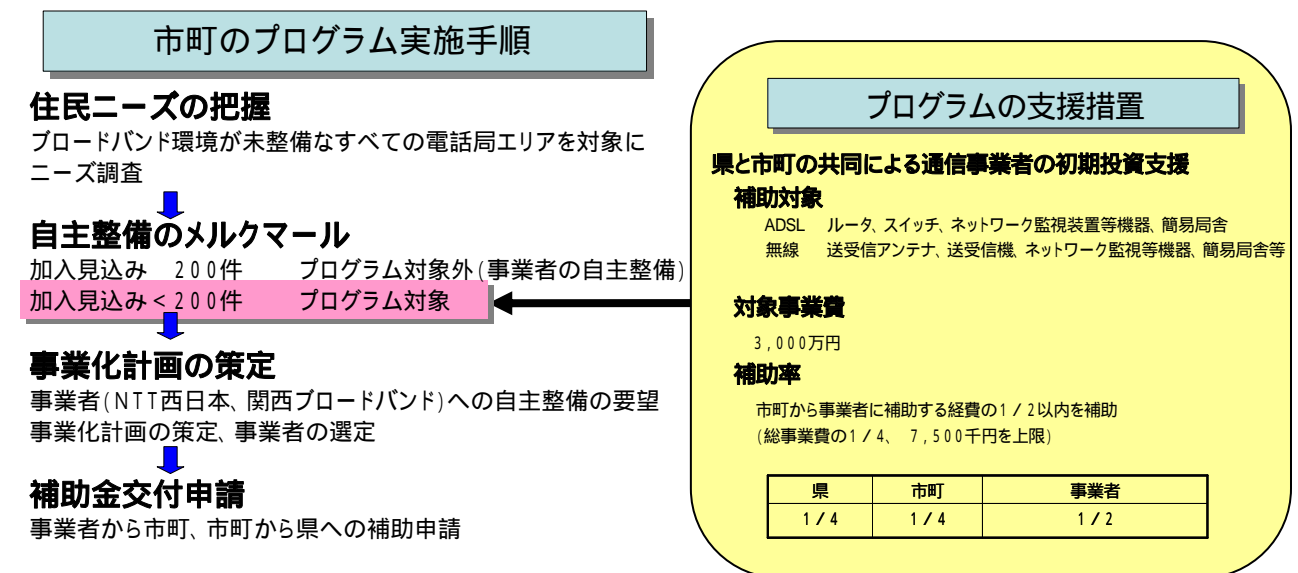 市町のプログラム実施手順
住民ニーズの把握
ブロードバンド環境が未整備なすべての電話局エリアを対象に
ニーズ調査
自主整備のメルクマール
加入見込み 200件 プログラム対象外(事業者の自主整備)
加入見込み<200件 プログラム対象
事業化計画の策定
事業者(NTT西日本、関西ブロードバンド)への自主整備の要望
事業化計画の策定、事業者の選定
補助金交付申請
事業者から市町、市町から県への補助申請
プログラムの支援措置
県と市町の共同による通信事業者の初期投資支援
補助対象
ADSL ルータ、スイッチ、ネットワーク監視装置等機器、簡易局舎
無線 送受信アンテナ、送受信機、ネットワーク監視等機器、簡易局舎等
対象事業費
3,000万円
補助率
市町から事業者に補助する経費の1/2以内を補助
(総事業費の1/4、 7,500千円を上限)
県 市町 事業者
1/4 1/4 1/2